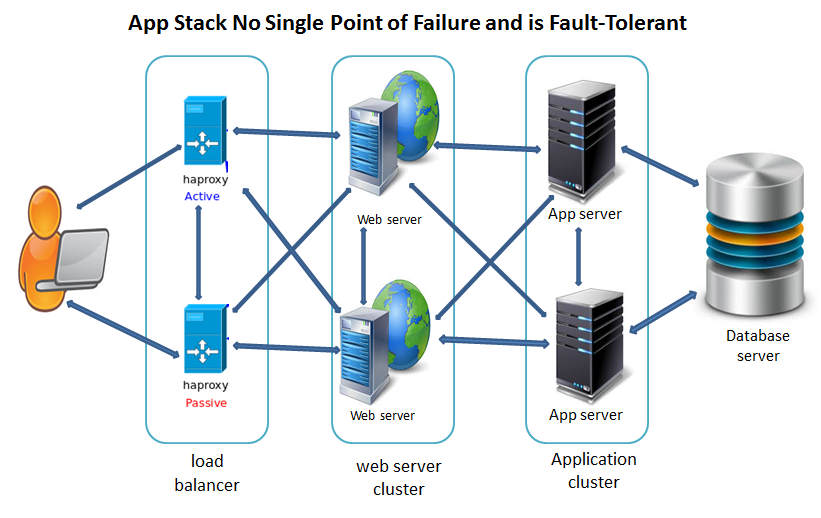 App Stack No Single Point of Failure and is Fault-Tolerant
haproxy
Active
Web server
App server
haproxy
Passive
Web server
App server
Database
server
load
balancer
web server
cluster
Application
cluster